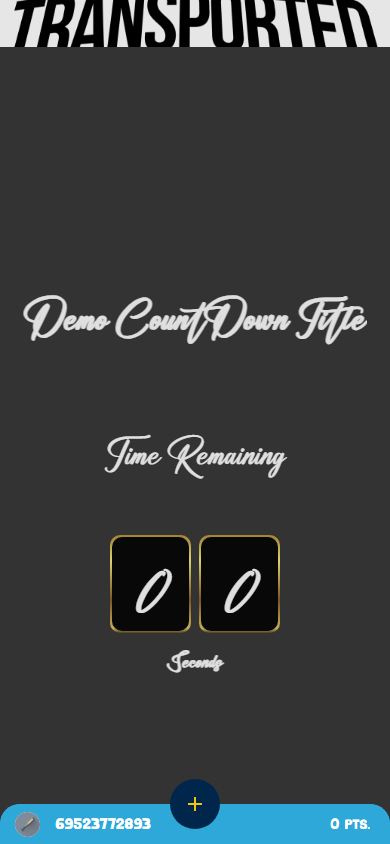 TRANSPORTED
Demo CountDown Title
Time Remaining
0 0
Seconds
69523772893
0 PTS.